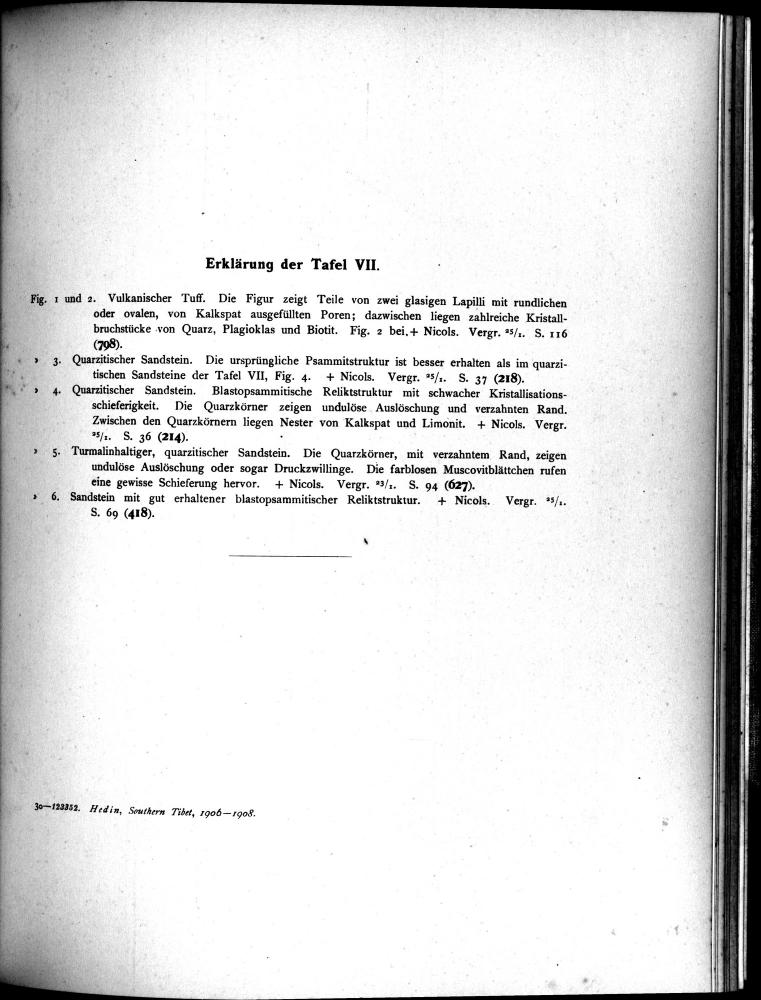 Erklärung der Tafel VII.
Fig. 1 und 2. Vulkanischer Tuff. Die Figur zeigt Teile von zwei glasigen Lapilli mit rundlichen
oder ovalen, von Kalkspat ausgefüllten Poren; dazwischen liegen zahlreiche Kristall-
bruchstücke von Quarz, Plagioklas und Biotit. Fig. 2 bei + Nicols. Vergr. ²⁵/₁. S. 116
(798).
» 3. Quarzitischer Sandstein. Die ursprüngliche Psammitstruktur ist besser erhalten als im quarzi-
tischen Sandsteine der Tafel VII, Fig. 4. + Nicols. Vergr. ²⁵/₁. S. 37 (218).
» 4. Quarzitischer Sandstein. Blastopsammitische Reliktstruktur mit schwacher Kristallisations-
schieferigkeit. Die Quarzkörner zeigen undulöse Auslöschung und verzahnten Rand.
Zwischen den Quarzkörnern liegen Nester von Kalkspat und Limonit. + Nicols. Vergr.
²⁵/₁. S. 36 (214).
» 5. Turmalinhaltiger, quarzitischer Sandstein. Die Quarzkörner, mit verzahntem Rand, zeigen
undulöse Auslöschung oder sogar Druckzwillinge. Die farblosen Muscovitblättchen rufen
eine gewisse Schieferung hervor. + Nicols. Vergr. ²³/₁. S. 94 (627).
» 6. Sandstein mit gut erhaltener blastopsammitischer Reliktstruktur. + Nicols. Vergr. ²⁵/₁.
S. 69 (418).
30—123352. Hedin, Southern Tibet, 1906—1908.